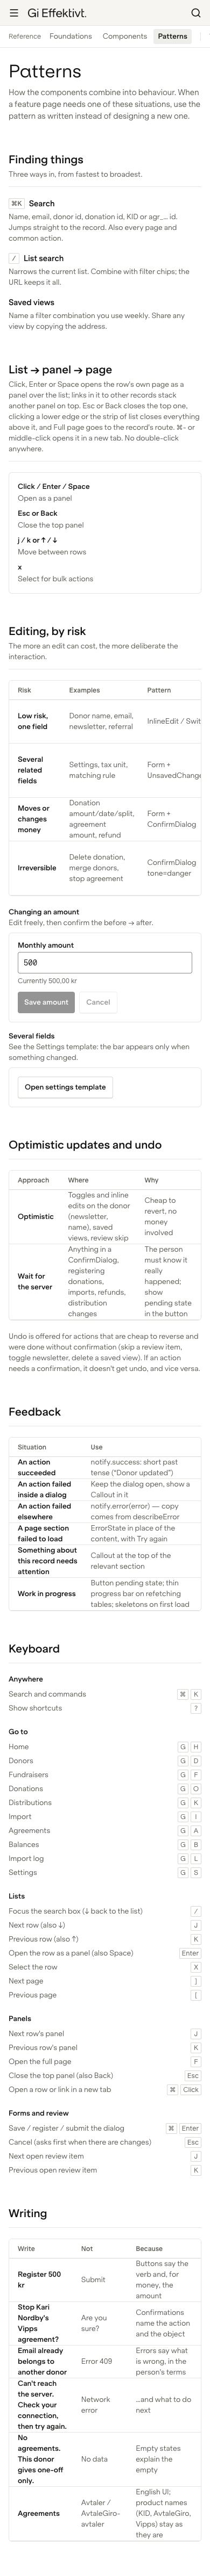 Gi Effektivt.
Reference Foundations Components Patterns
Patterns
How the components combine into behaviour. When
a feature page needs one of these situations, use the
pattern as written instead of designing a new one.
Finding things
Three ways in, from fastest to broadest.
⌘K Search
Name, email, donor id, donation id, KID or agr_… id.
Jumps straight to the record. Also every page and
common action.
/ List search
Narrows the current list. Combine with filter chips; the
URL keeps it all.
Saved views
Name a filter combination you use weekly. Share any
view by copying the address.
List → panel → page
Click, Enter or Space opens the row's own page as a
panel over the list; links in it to other records stack
another panel on top. Esc or Back closes the top one,
clicking a lower edge or the strip of list closes everything
above it, and Full page goes to the record's route. ⌘- or
middle-click opens it in a new tab. No double-click
anywhere.
Click / Enter / Space
Open as a panel
Esc or Back
Close the top panel
j / k or ↑ / ↓
Move between rows
x
Select for bulk actions
Editing, by risk
The more an edit can cost, the more deliberate the
interaction.
Risk Examples Pattern
Low risk,
one field
Donor name, email,
newsletter, referral
InlineEdit / Swit
Several
related
fields
Settings, tax unit,
matching rule
Form +
UnsavedChange
Moves or
changes
money
Donation
amount/date/split,
agreement
amount, refund
Form +
ConfirmDialog
Irreversible
Delete donation,
merge donors,
stop agreement
ConfirmDialog
tone=danger
Changing an amount
Edit freely, then confirm the before → after.
Monthly amount
500
Currently 500,00 kr
Save amount Cancel
Several fields
See the Settings template: the bar appears only when
something changed.
Open settings template
Optimistic updates and undo
Approach Where Why
Optimistic
Toggles and inline
edits on the donor
(newsletter,
name), saved
views, review skip
Cheap to
revert, no
money
involved
Wait for
the server
Anything in a
ConfirmDialog,
registering
donations,
imports, refunds,
distribution
changes
The person
must know it
really
happened;
show
pending state
in the button
Undo is offered for actions that are cheap to reverse and
were done without confirmation (skip a review item,
toggle newsletter, delete a saved view). If an action
needs a confirmation, it doesn't get undo, and vice versa.
Feedback
Situation Use
An action
succeeded
notify.success: short past
tense ("Donor updated")
An action failed
inside a dialog
Keep the dialog open, show a
Callout in it
An action failed
elsewhere
notify.error(error) — copy
comes from describeError
A page section
failed to load
ErrorState in place of the
content, with Try again
Something about
this record needs
attention
Callout at the top of the
relevant section
Work in progress
Button pending state; thin
progress bar on refetching
tables; skeletons on first load
Keyboard
Anywhere
Search and commands ⌘ K
Show shortcuts ?
Go to
Home G H
Donors G D
Fundraisers G F
Donations G O
Distributions G K
Import G I
Agreements G A
Balances G B
Import log G L
Settings G S
Lists
Focus the search box (↓ back to the list) /
Next row (also ↓) J
Previous row (also ↑) K
Open the row as a panel (also Space) Enter
Select the row X
Next page ]
Previous page [
Panels
Next row's panel J
Previous row's panel K
Open the full page F
Close the top panel (also Back) Esc
Open a row or link in a new tab ⌘ Click
Forms and review
Save / register / submit the dialog ⌘ Enter
Cancel (asks first when there are changes) Esc
Next open review item J
Previous open review item K
Writing
Write Not Because
Register 500
kr
Submit
Buttons say the
verb and, for
money, the
amount
Stop Kari
Nordby's
Vipps
agreement?
Are you
sure?
Confirmations
name the action
and the object
Email already
belongs to
another donor
Error 409
Errors say what
is wrong, in the
person's terms
Can't reach
the server.
Check your
connection,
then try again.
Network
error
…and what to do
next
No
agreements.
This donor
gives one-off
only.
No data
Empty states
explain the
empty
Agreements
Avtaler /
AvtaleGiro-
avtaler
English UI;
product names
(KID, AvtaleGiro,
Vipps) stay as
they are